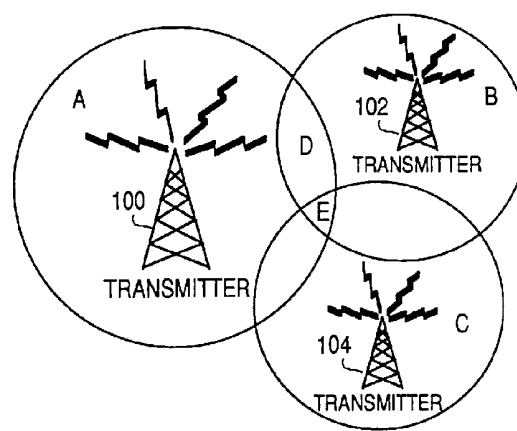 A
B
102
TRANSMITTER
D
E
100
TRANSMITTER
C
104
TRANSMITTER